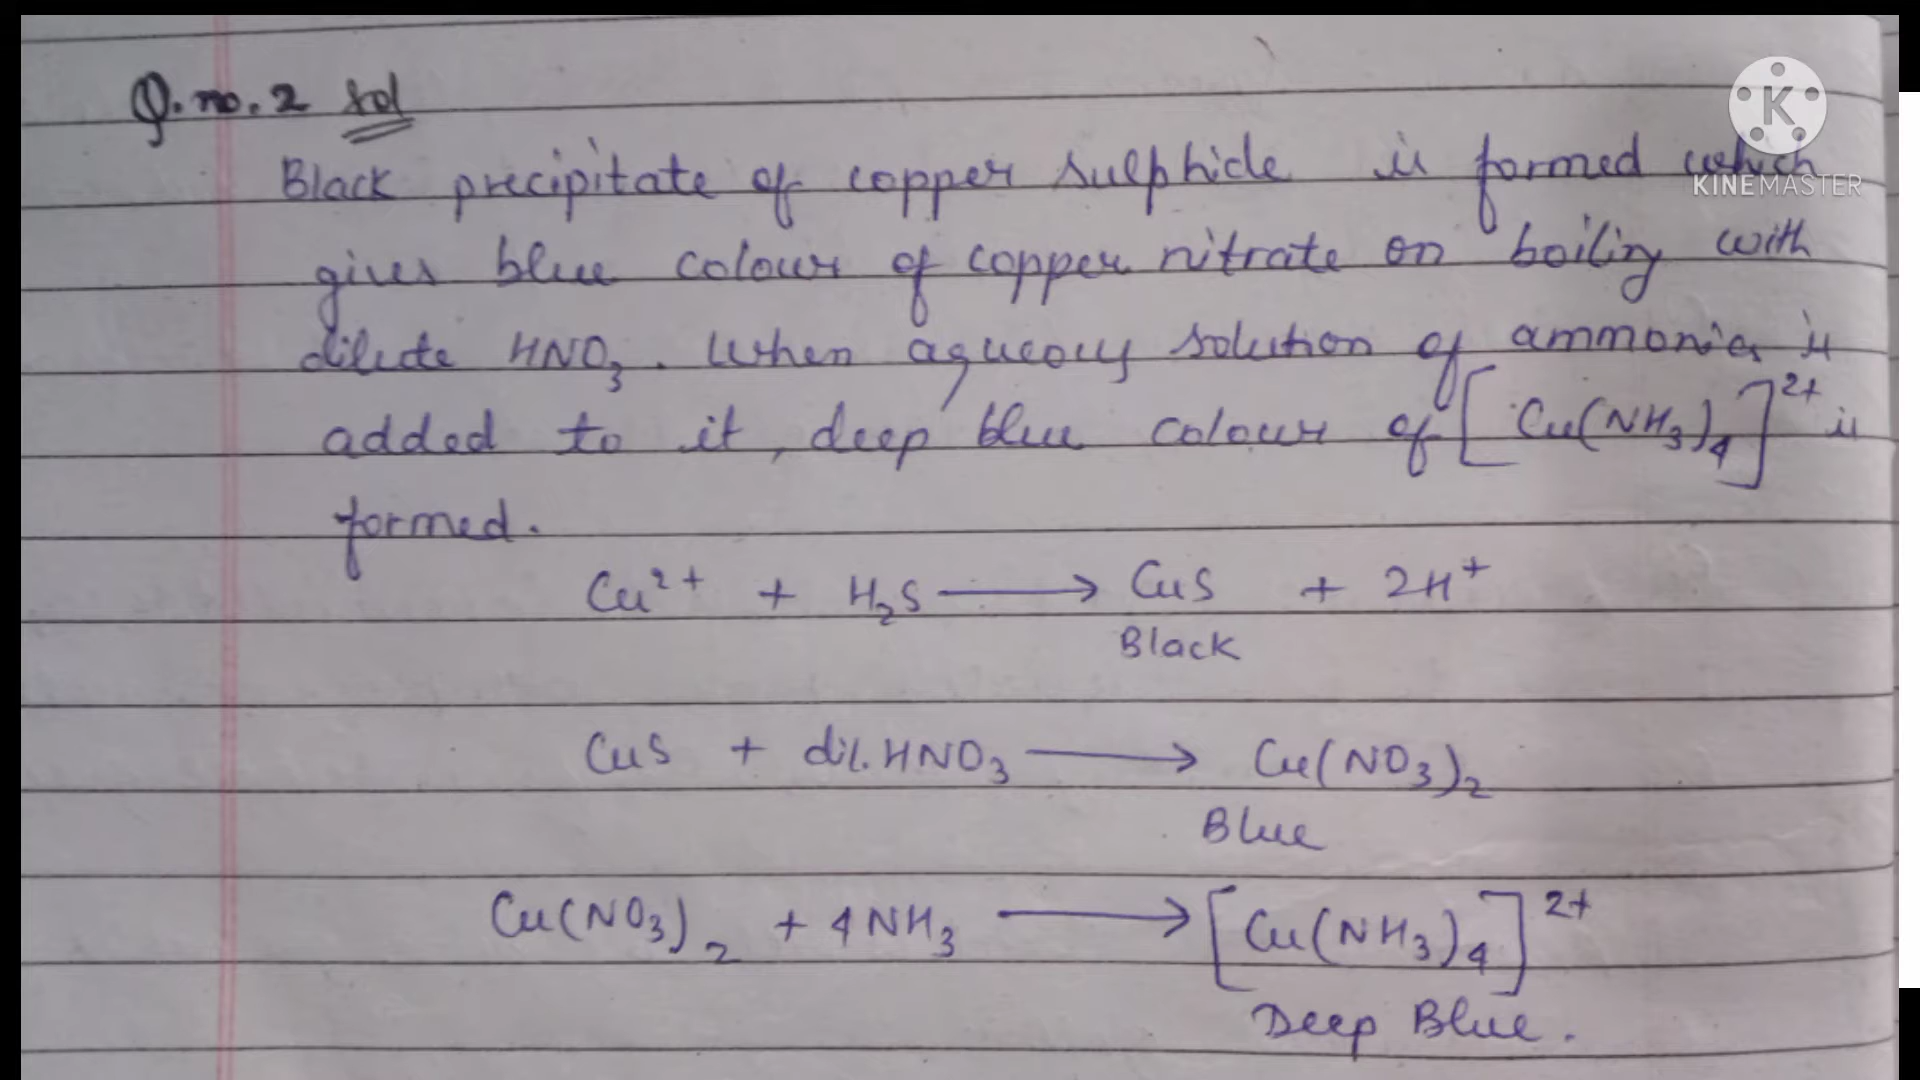 Q.no.2 sol
Black precipitate of copper sulphide is formed which
gives blue colour of copper nitrate on boiling with
dilute HNO₃. When aqueous solution of ammonia is
added to it, deep blue colour of [Cu(NH₃)₄]²⁺ is
formed.
Cu²⁺ + H₂S ⟶ CuS + 2H⁺
Black
CuS + dil. HNO₃ ⟶ Cu(NO₃)₂
Blue
Cu(NO₃)₂ + 4NH₃ ⟶ [Cu(NH₃)₄]²⁺
Deep Blue.
K
KINEMASTER